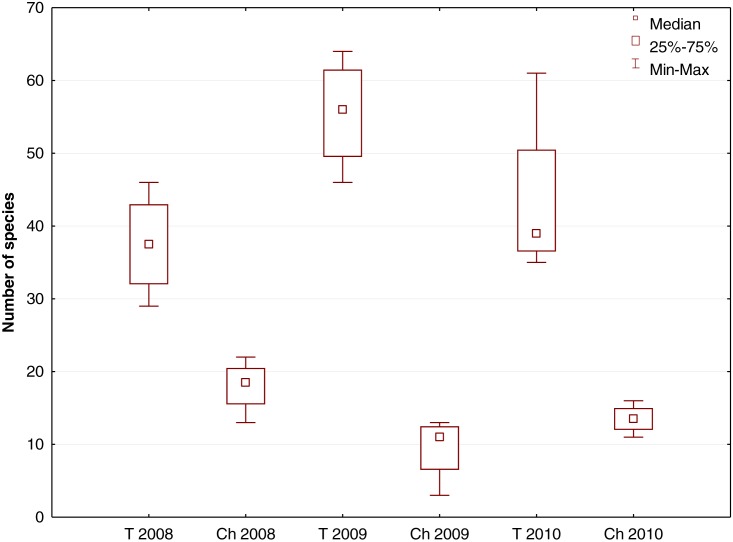 70
60
50
40
30
20
10
0
Number of species
Median
25%-75%
Min-Max
T 2008
Ch 2008
T 2009
Ch 2009
T 2010
Ch 2010